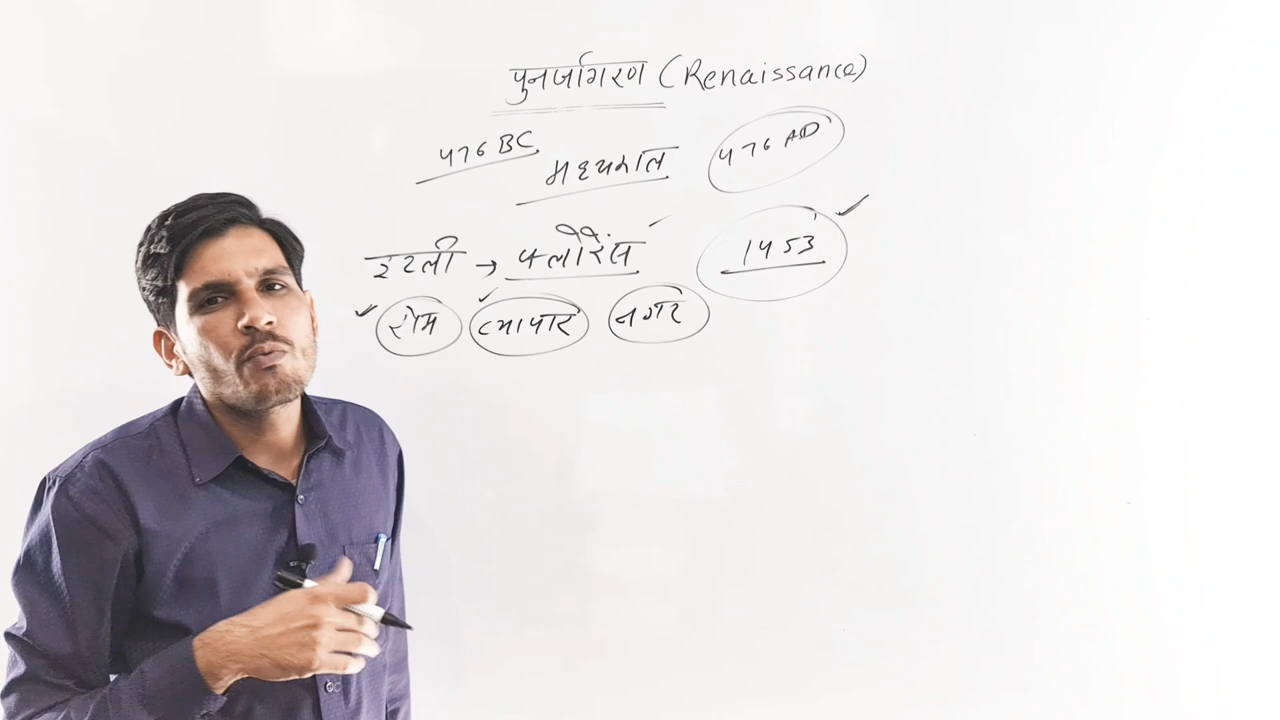 पुनर्जागरण (Renaissance)
476 BC मध्यकाल 476 AD
इटली → फ्लोरेंस 1453
रोम व्यापार नगर